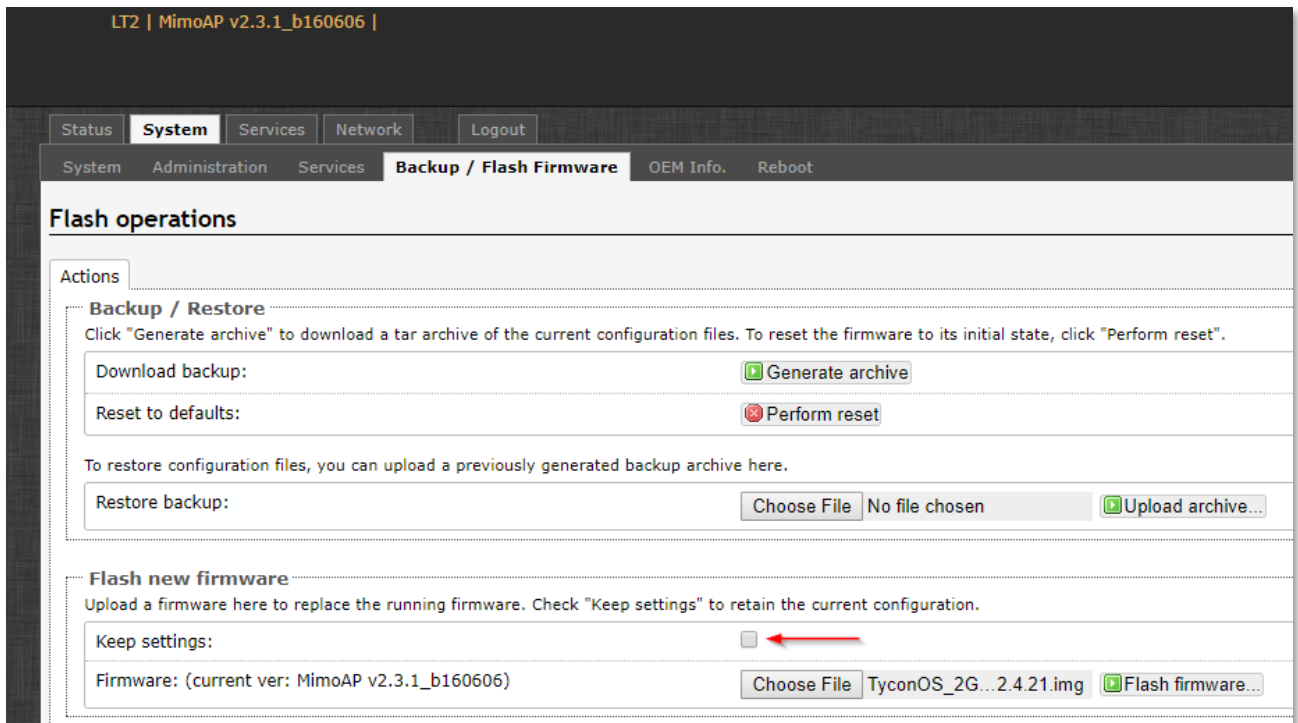 LT2 | MimoAP v2.3.1_b160606 |
Status System Services Network Logout
System Administration Services Backup / Flash Firmware OEM Info. Reboot
Flash operations
Actions
Backup / Restore
Click "Generate archive" to download a tar archive of the current configuration files. To reset the firmware to its initial state, click "Perform reset".
Download backup: Generate archive
Reset to defaults: Perform reset
To restore configuration files, you can upload a previously generated backup archive here.
Restore backup: Choose File No file chosen Upload archive...
Flash new firmware
Upload a firmware here to replace the running firmware. Check "Keep settings" to retain the current configuration.
Keep settings:
Firmware: (current ver: MimoAP v2.3.1_b160606) Choose File TyconOS_2G...2.4.21.img Flash firmware...